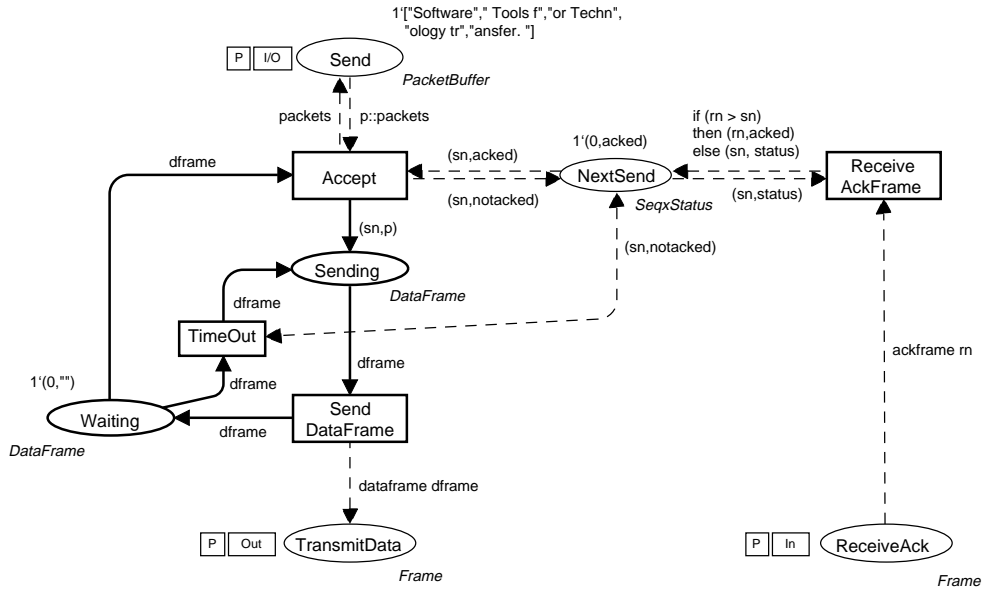 1‘["Software"," Tools f","or Techn",
"ology tr","ansfer. "]
P
I/O
Send
PacketBuffer
packets
p::packets
if (rn > sn)
then (rn,acked)
else (sn, status)
dframe
(sn,acked)
1‘(0,acked)
Accept
NextSend
Receive
AckFrame
(sn,notacked)
SeqxStatus
(sn,status)
(sn,p)
(sn,notacked)
Sending
DataFrame
dframe
TimeOut
dframe
ackframe rn
1‘(0,"")
dframe
Waiting
Send
DataFrame
dframe
DataFrame
dataframe dframe
P
Out
TransmitData
Frame
P
In
ReceiveAck
Frame